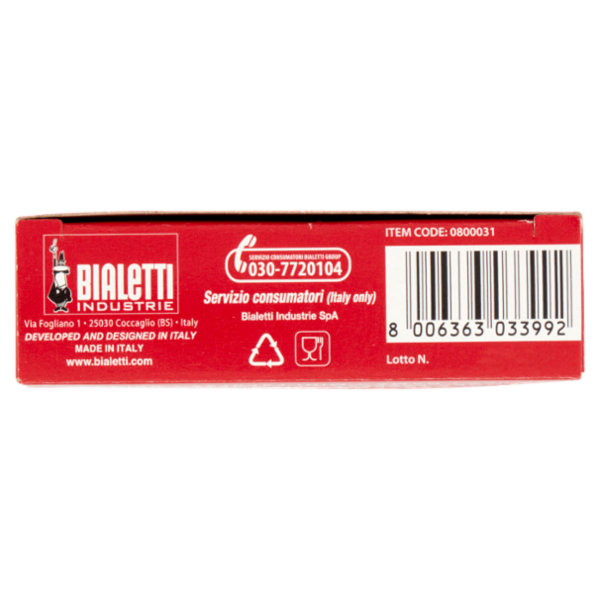 BIALETTI
INDUSTRIE
Via Fogliano 1 • 25030 Coccaglio (BS) • Italy
DEVELOPED AND DESIGNED IN ITALY
MADE IN ITALY
www.bialetti.com
SERVIZIO CONSUMATORI BIALETTI GROUP
030-7720104
Servizio consumatori (Italy only)
Bialetti Industrie SpA
ITEM CODE: 0800031
8 006363 033992
Lotto N.